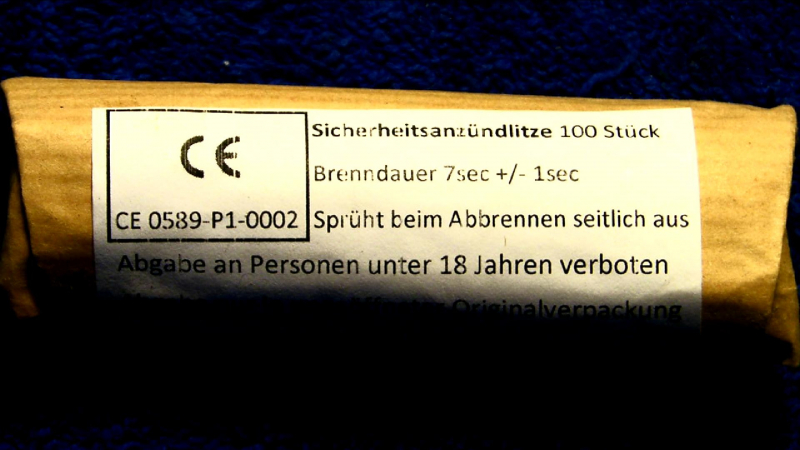 CE
Sicherheitsanzündlitze 100 Stück
Brenndauer 7sec +/- 1sec
CE 0589-P1-0002 Sprüht beim Abbrennen seitlich aus
Abgabe an Personen unter 18 Jahren verboten
Originalverpackung